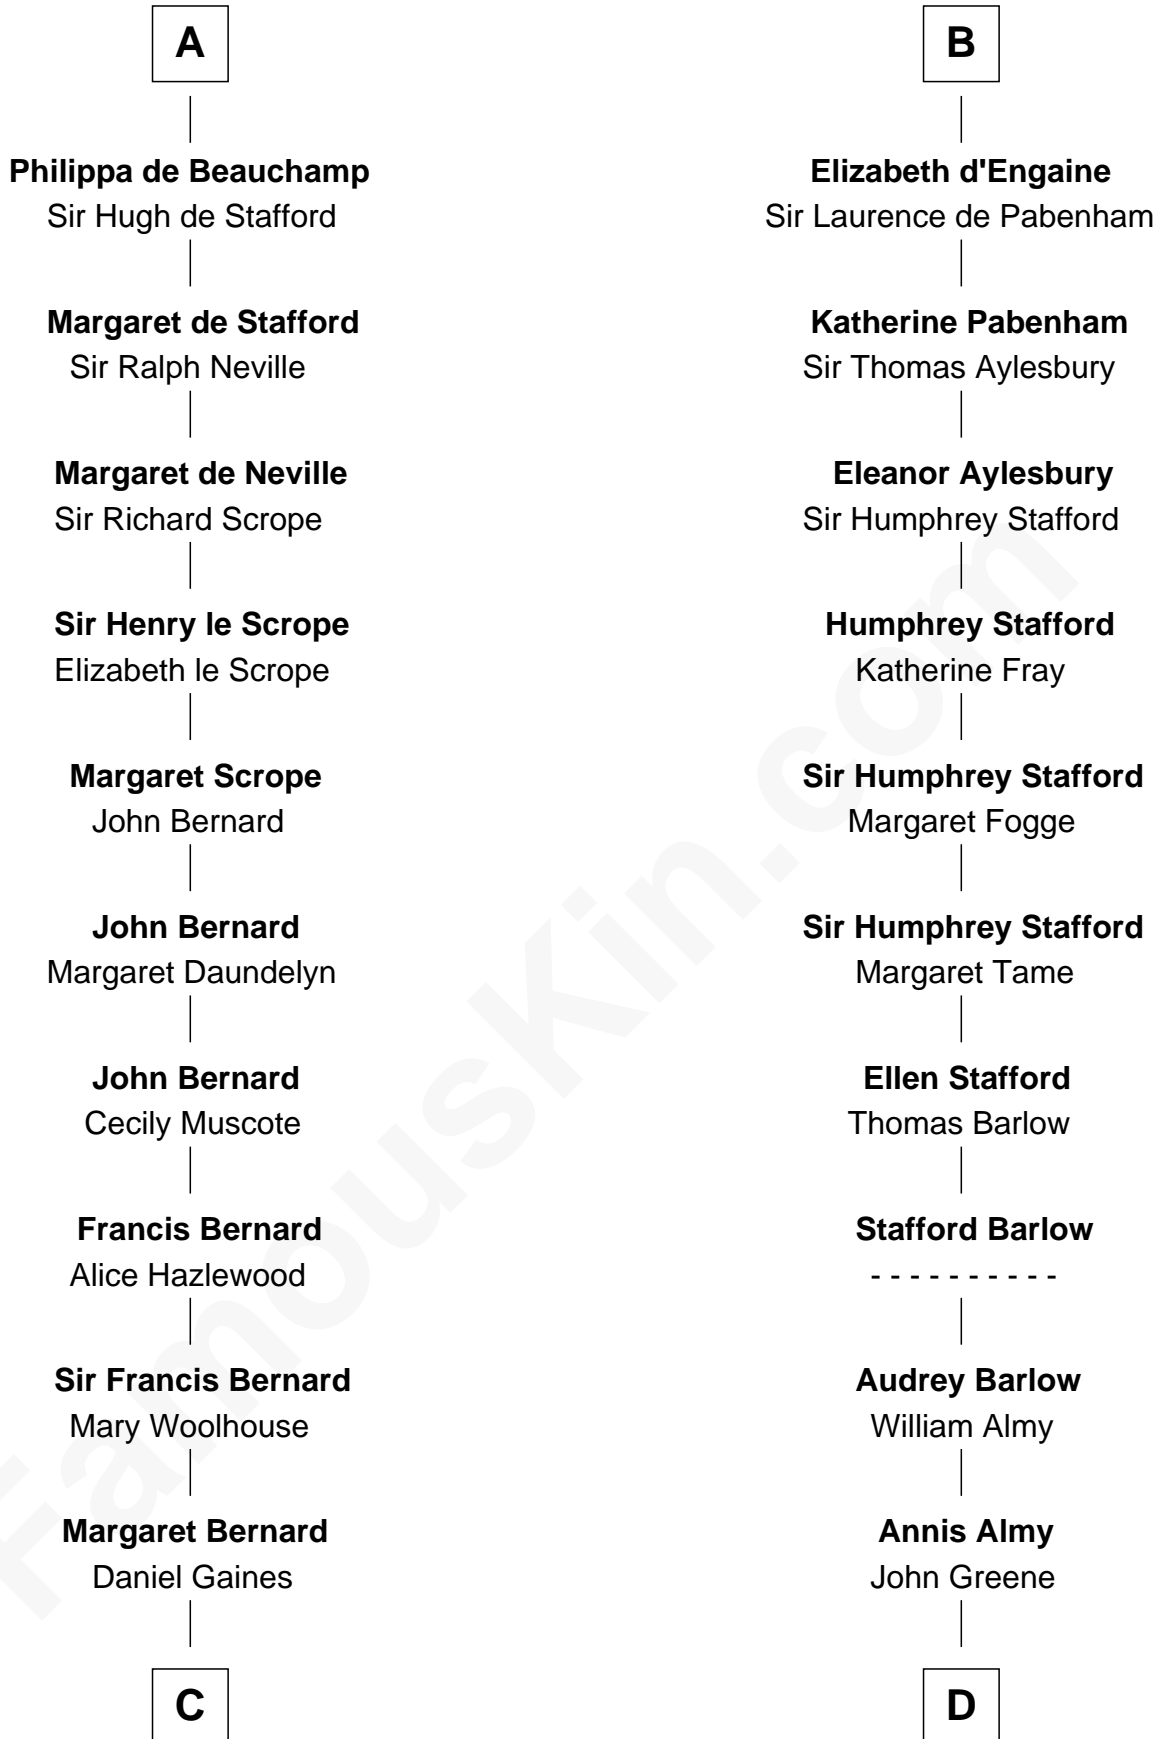 A
Philippa de Beauchamp
Sir Hugh de Stafford
Margaret de Stafford
Sir Ralph Neville
Margaret de Neville
Sir Richard Scrope
Sir Henry le Scrope
Elizabeth le Scrope
Margaret Scrope
John Bernard
John Bernard
Margaret Daundelyn
John Bernard
Cecily Muscote
Francis Bernard
Alice Hazlewood
Sir Francis Bernard
Mary Woolhouse
Margaret Bernard
Daniel Gaines
C
B
Elizabeth d'Engaine
Sir Laurence de Pabenham
Katherine Pabenham
Sir Thomas Aylesbury
Eleanor Aylesbury
Sir Humphrey Stafford
Humphrey Stafford
Katherine Fray
Sir Humphrey Stafford
Margaret Fogge
Sir Humphrey Stafford
Margaret Tame
Ellen Stafford
Thomas Barlow
Stafford Barlow
- - - - - - - - - -
Audrey Barlow
William Almy
Annis Almy
John Greene
D
FamousKin.com